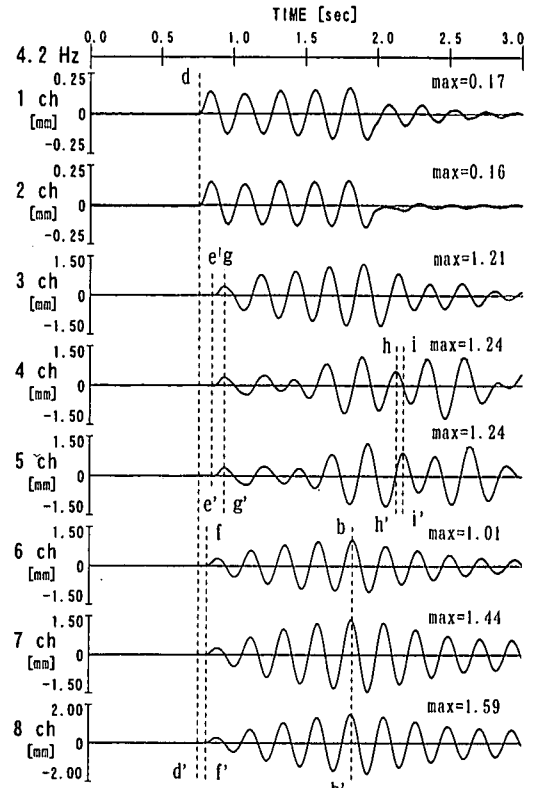 TIME [sec]
0.0 0.5 1.0 1.5 2.0 2.5 3.0
4.2 Hz
d
0.25
1 ch
[mm]
0
-0.25
max=0.17
0.25
2 ch
[mm]
0
-0.25
max=0.16
e g
1.50
3 ch
[mm]
0
-1.50
max=1.21
h i
1.50
4 ch
[mm]
0
-1.50
max=1.24
1.50
5 ch
[mm]
0
-1.50
max=1.24
e' g' h' i'
f b
1.50
6 ch
[mm]
0
-1.50
max=1.01
1.50
7 ch
[mm]
0
-1.50
max=1.44
2.00
8 ch
[mm]
0
-2.00
max=1.59
d' f'
b'